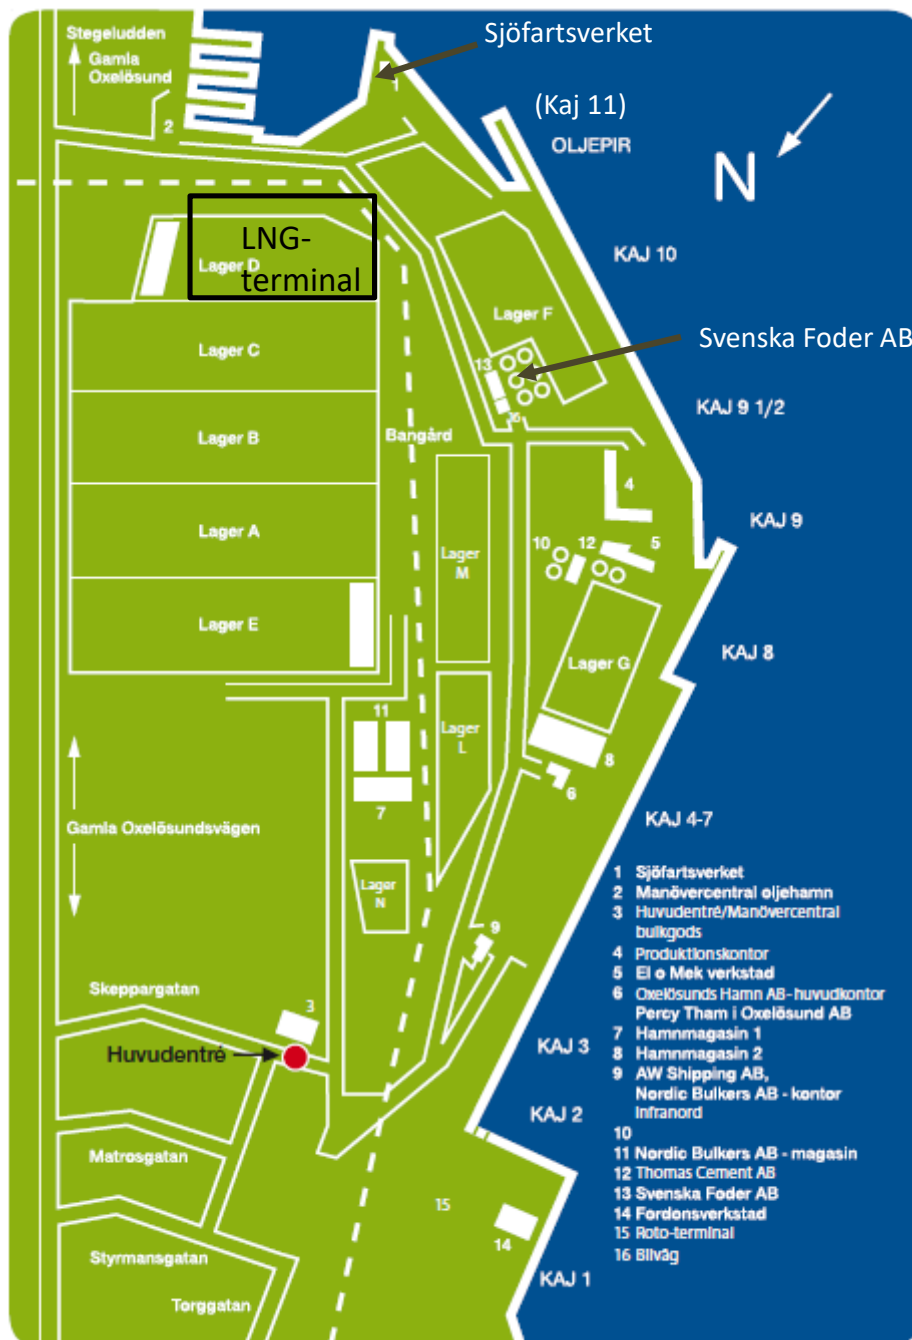 Stegeludden
Gamla
Oxelösund
2
Sjöfartsverket
1
(Kaj 11)
OLJEPIR
N
LNG-
terminal
Lager D
KAJ 10
Lager F
Lager C
13
Svenska Foder AB
16
KAJ 9 1/2
Lager B
Bangård
4
KAJ 9
Lager A
10
12
5
Lager
M
Lager E
Lager G
KAJ 8
11
Lager
L
8
6
7
KAJ 4-7
Gamla Oxelösundsvägen
Lager
N
9
Skeppargatan
3
Huvudentré
KAJ 3
KAJ 2
Matrosgatan
15
14
Styrmansgatan
KAJ 1
Torggatan
1 Sjöfartsverket
2 Manövercentral oljehamn
3 Huvudentré/Manövercentral
bulkgods
4 Produktionskontor
5 El o Mek verkstad
6 Oxelösunds Hamn AB-huvudkontor
Percy Tham i Oxelösund AB
7 Hamnmagasin 1
8 Hamnmagasin 2
9 AW Shipping AB,
Nordic Bulkers AB - kontor
Infranord
10
11 Nordic Bulkers AB - magasin
12 Thomas Cement AB
13 Svenska Foder AB
14 Fordonsverkstad
15 Roto-terminal
16 Bilväg